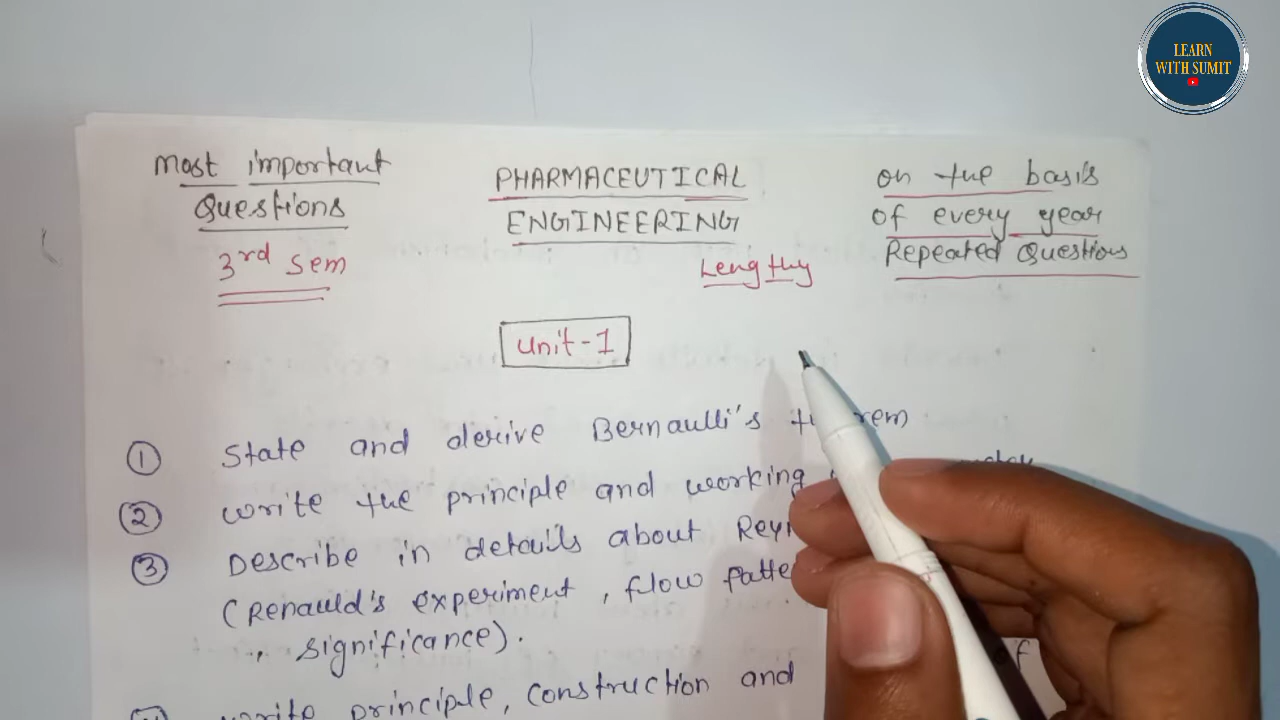 LEARN
WITH SUMIT
Most important
Questions
3rd Sem
PHARMACEUTICAL
ENGINEERING
Lengthy
on the basis
of every year
Repeated Questions
Unit-1
① State and derive Bernaulli's
② Write the principle and working
③ Describe in details about
(Renauld's experiment, flow
, significance).
write principle, construction and of